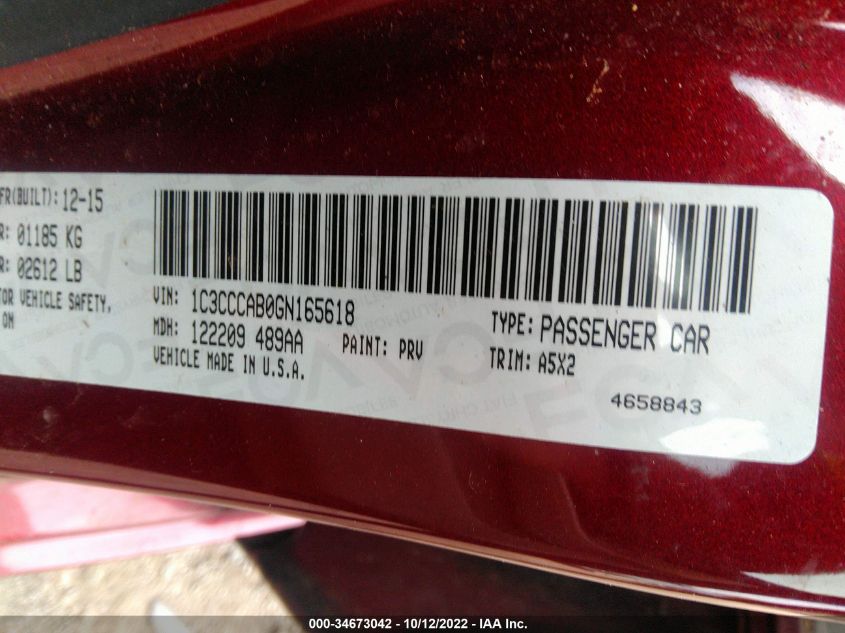 FR(BUILT): 12-15
R: 01185 KG
R: 02612 LB
TOR VEHICLE SAFETY,
ON
VIN: 1C3CCCAB0GN165618
TYPE: PASSENGER CAR
MDH: 122209 489AA
PAINT: PRV
TRIM: A5X2
VEHICLE MADE IN U.S.A.
4658843
000-34673042 - 10/12/2022 - IAA Inc.